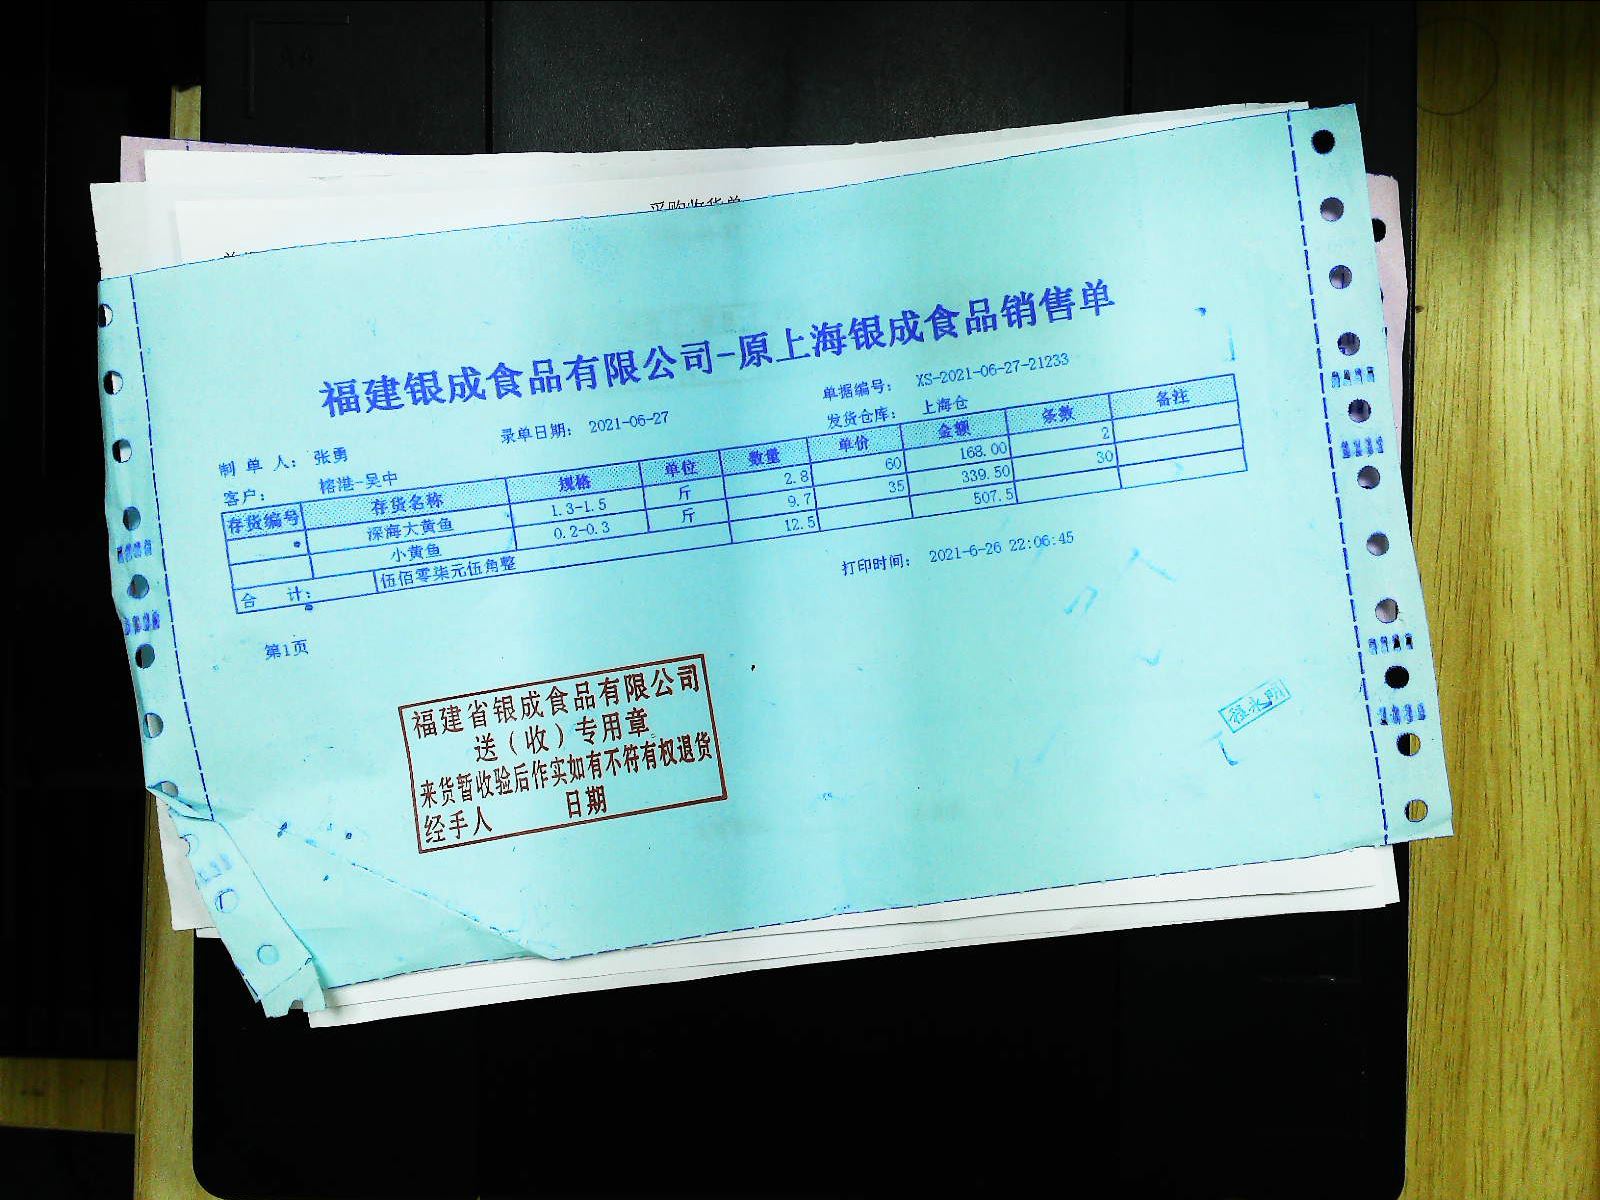 采购收货单
福建银成食品有限公司-原上海银成食品销售单
制 单 人: 张勇 录单日期: 2021-06-27 单据编号: XS-2021-06-27-21233
客户: 榕港-吴中 发货仓库: 上海仓
存货编号 存货名称 规格 单位 数量 单价 金额 条数 备注
深海大黄鱼 1.3-1.5 斤 2.8 60 168.00 2
小黄鱼 0.2-0.3 斤 9.7 35 339.50 30
合 计: 伍佰零柒元伍角整 12.5 507.5
打印时间: 2021-6-26 22:06:45
第1页
福建省银成食品有限公司
送（收）专用章
来货暂收验后作实如有不符有权退货
经手人 日期